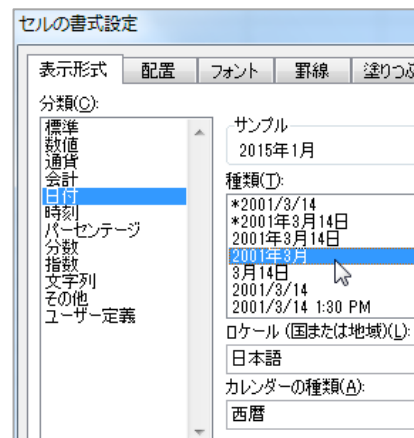 セルの書式設定
表示形式 配置 フォント 罫線 塗りつぶ
分類(C):
標準
数値
通貨
会計
日付
時刻
パーセンテージ
分数
指数
文字列
その他
ユーザー定義
サンプル
2015年1月
種類(T):
*2001/3/14
*2001年3月14日
2001年3月14日
2001年3月
3月14日
2001/3/14
2001/3/14 1:30 PM
ロケール (国または地域)(L):
日本語
カレンダーの種類(A):
西暦